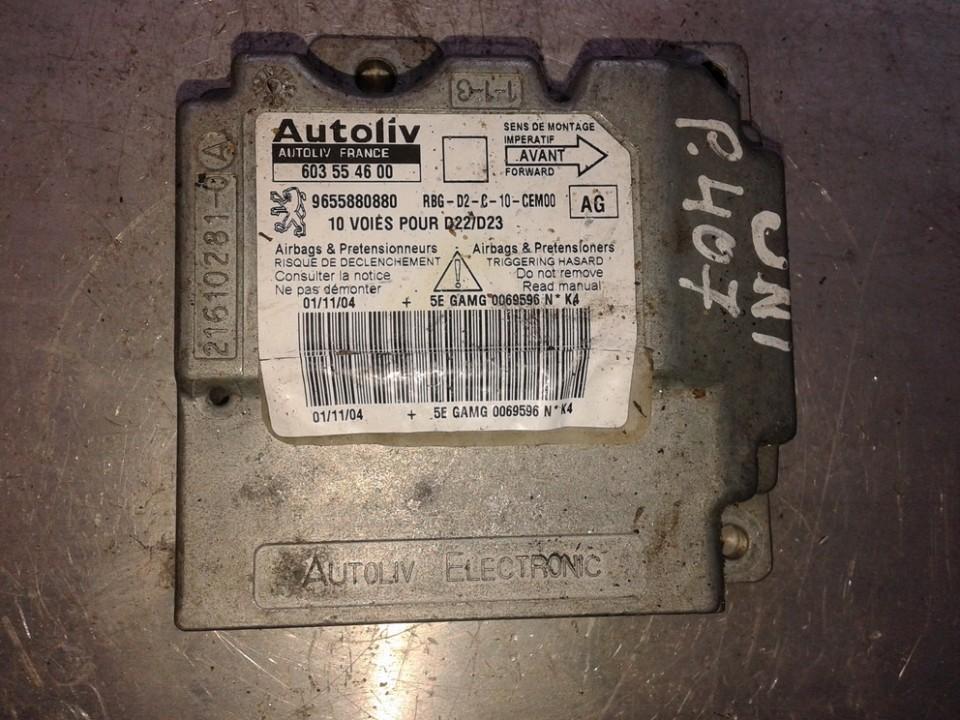 1-1-3
Autoliv
AUTOLIV FRANCE
603 55 46 00
SENS DE MONTAGE
IMPERATIF
AVANT
FORWARD
9655880880 RBG-D2-C-10-CEM00 AG
10 VOIES POUR D22/D23
Airbags & Pretensionneurs
RISQUE DE DECLENCHEMENT
Consulter la notice
Ne pas démonter
Airbags & Pretensioners
TRIGGERING HASARD
Do not remove
Read manual
01/11/04 + 5E GAMG 0069596 N* K4
01/11/04 + 5E GAMG 0069596 N* K4
21610281-0 A
AUTOLIV ELECTRONIC
P.407
UNI